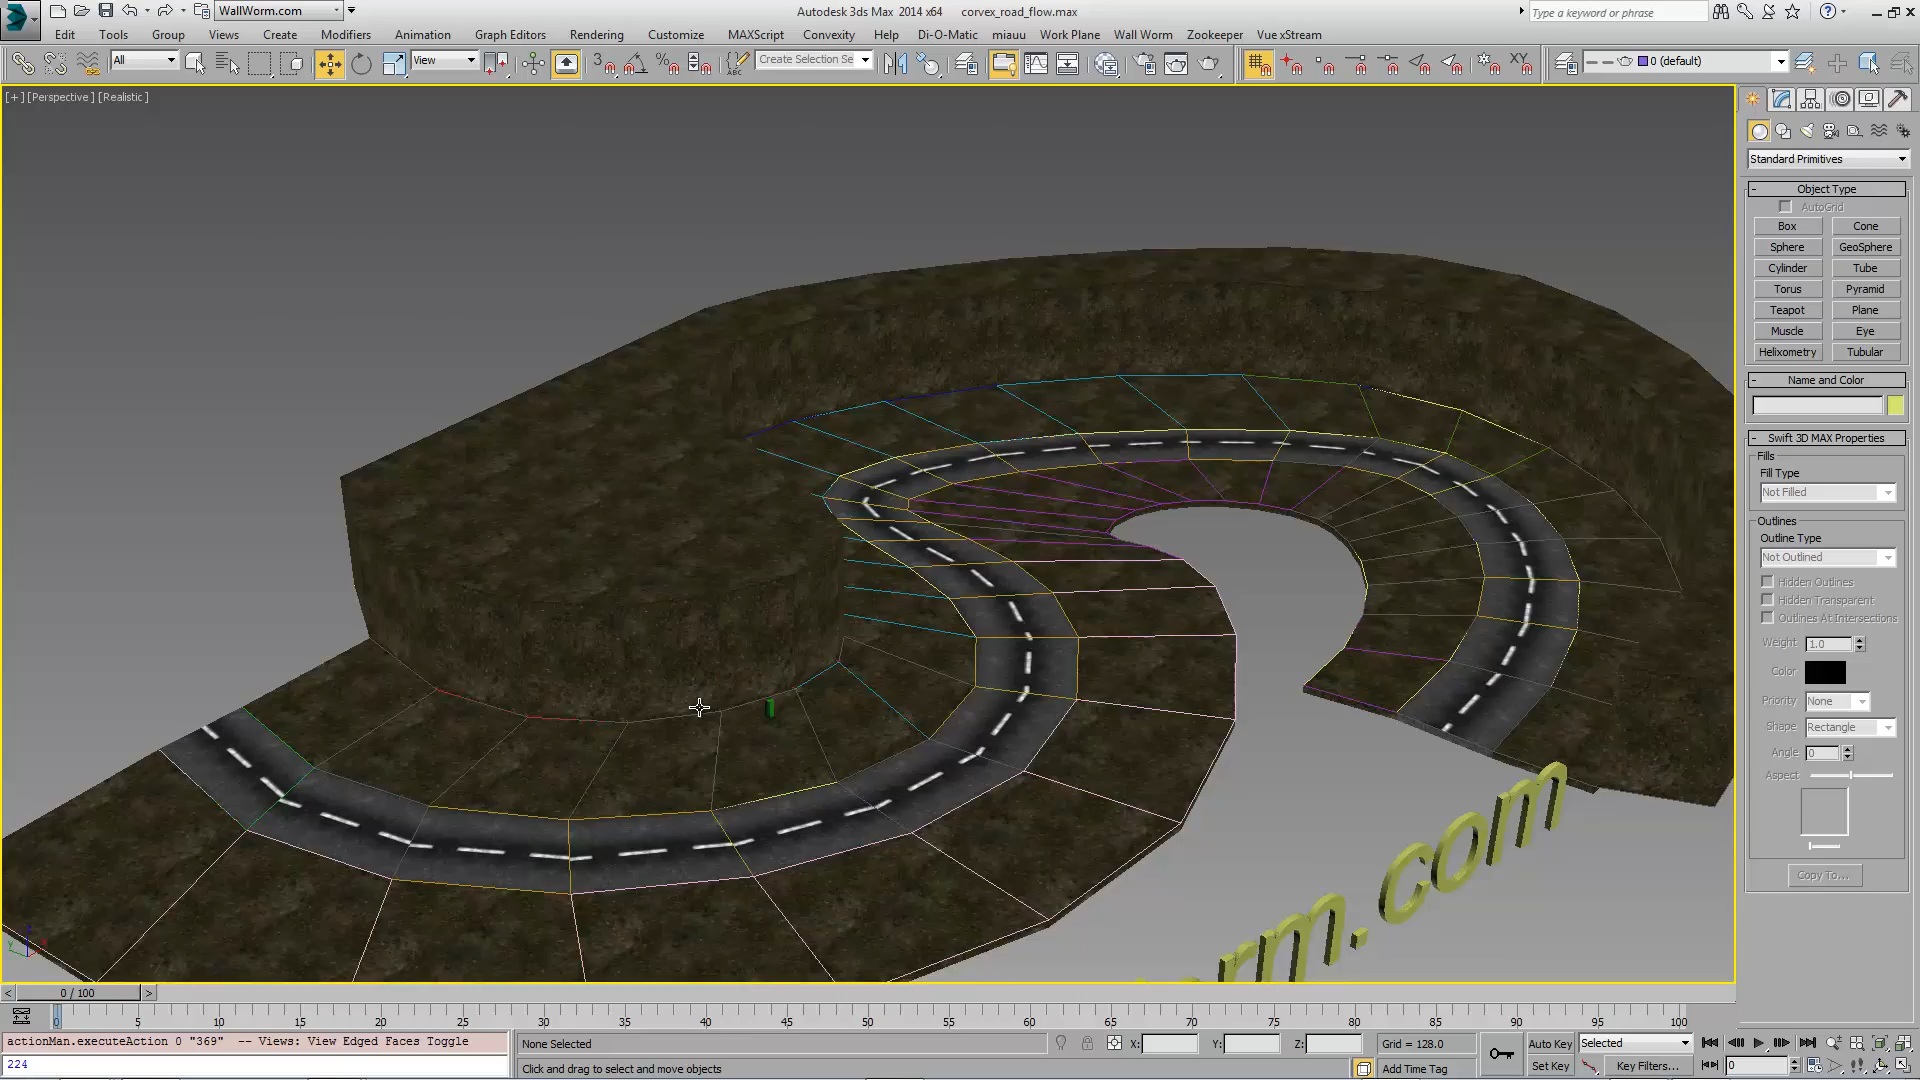 WallWorm.com
Autodesk 3ds Max 2014 x64 corvex_road_flow.max
Type a keyword or phrase
Edit Tools Group Views Create Modifiers Animation Graph Editors Rendering Customize MAXScript Convexity Help Di-O-Matic miauu Work Plane Wall Worm Zookeeper Vue xStream
All View 3 % ABC Create Selection Se XY 0 (default)
[+] [Perspective ] [Realistic ]
Standard Primitives
- Object Type
AutoGrid
Box Cone
Sphere GeoSphere
Cylinder Tube
Torus Pyramid
Teapot Plane
Muscle Eye
Helixometry Tubular
- Name and Color
- Swift 3D MAX Properties
Fills
Fill Type
Not Filled
Outlines
Outline Type
Not Outlined
Hidden Outlines
Hidden Transparent
Outlines At Intersections
Weight 1.0
Color
Priority None
Shape Rectangle
Angle 0
Aspect
Copy To...
rm.com
< 0 / 100 >
0 5 10 15 20 25 30 35 40 45 50 55 60 65 70 75 80 85 90 95 100
actionMan.executeAction 0 "369" -- Views: View Edged Faces Toggle
224
None Selected X: Y: Z: Grid = 128.0 Auto Key Selected
Click and drag to select and move objects Add Time Tag Set Key Key Filters... 0